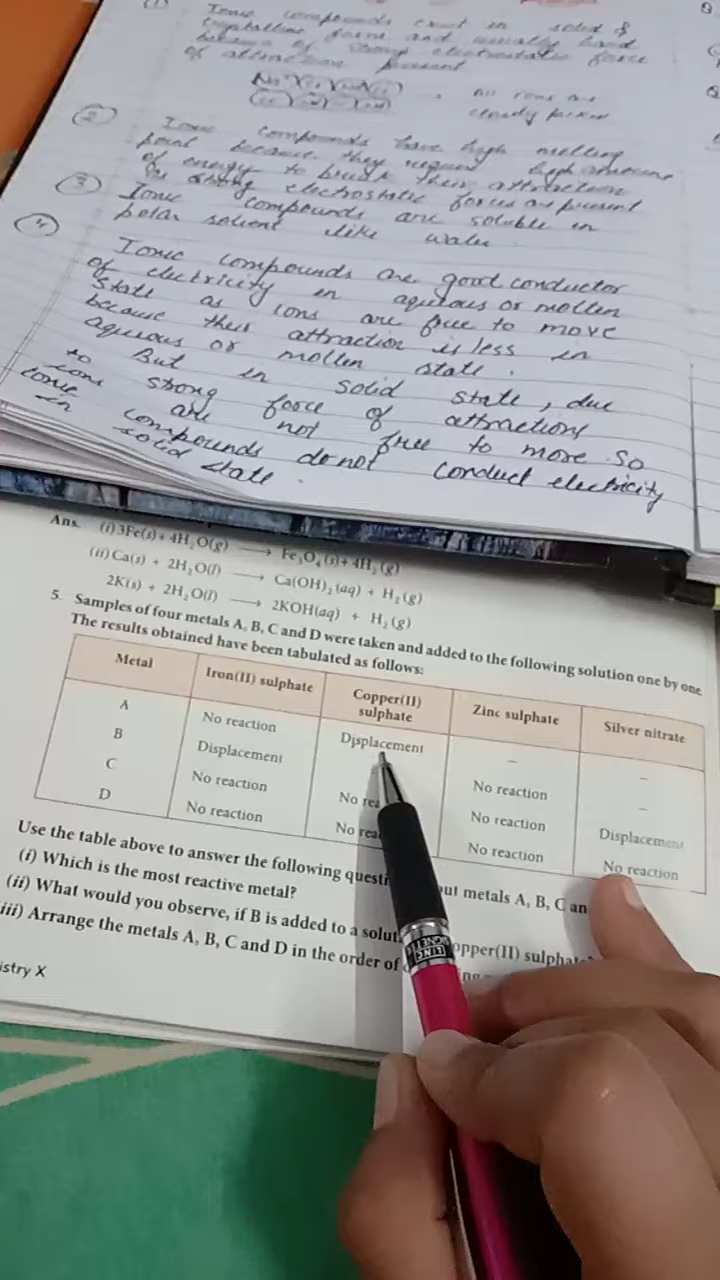 (1) Ionic compounds exist in solid &
crystalline form and usually hard
because of strong electrostatic force
of attraction present
All ions are
closely packed
(2) Ionic compounds have high melting
point because they require high amount
of energy to break their attraction
as strong electrostatic forces are present
(3) Ionic compounds are soluble in
polar solvent like water
(4) Ionic compounds are good conductor
of electricity in aqueous or molten
state as ions are free to move
because their attraction is less in
aqueous or mollen state.
But in solid state, due
to strong force of attractions
ions are not free to move. So
ionic compounds do not conduct electricity
in solid state.
Ans. (i) 3Fe(s) + 4H₂O(g) ⟶ Fe₃O₄(s) + 4H₂(g)
(ii) Ca(s) + 2H₂O(l) ⟶ Ca(OH)₂(aq) + H₂(g)
2K(s) + 2H₂O(l) ⟶ 2KOH(aq) + H₂(g)
5. Samples of four metals A, B, C and D were taken and added to the following solution one by one
The results obtained have been tabulated as follows:
Metal Iron(II) sulphate Copper(II) sulphate Zinc sulphate Silver nitrate
A No reaction Displacement – –
B Displacement No reaction –
C No reaction No No reaction Displacement
D No reaction No No reaction No reaction
Use the table above to answer the following metals A, B, C
(i) Which is the most reactive metal?
(ii) What would you observe, if B is added to a
iii) Arrange the metals A, B, C and D in the order of
X